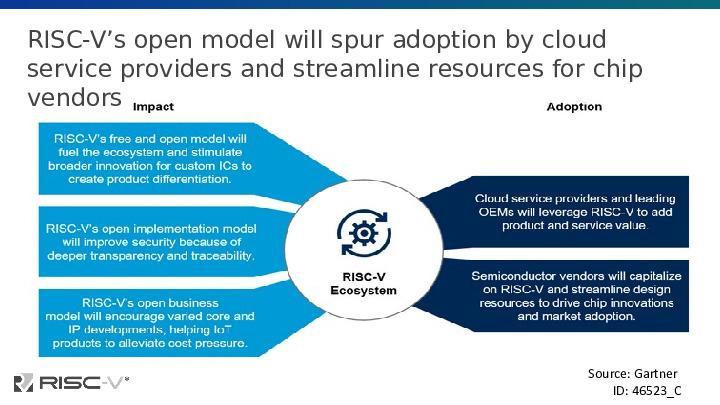 RISC-V's open model will spur adoption by cloud
service providers and streamline resources for chip
vendors
Impact
Adoption
RISC-V's free and open model will
fuel the ecosystem and stimulate
broader innovation for custom ICs to
create product differentiation.
RISC-V's open implementation model
will improve security because of
deeper transparency and traceability.
RISC-V's open business
model will encourage varied core and
IP developments, helping IoT
products to alleviate cost pressure.
RISC-V
Ecosystem
Cloud service providers and leading
OEMs will leverage RISC-V to add
product and service value.
Semiconductor vendors will capitalize
on RISC-V and streamline design
resources to drive chip innovations
and market adoption.
RISC-V®
Source: Gartner
ID: 46523_C